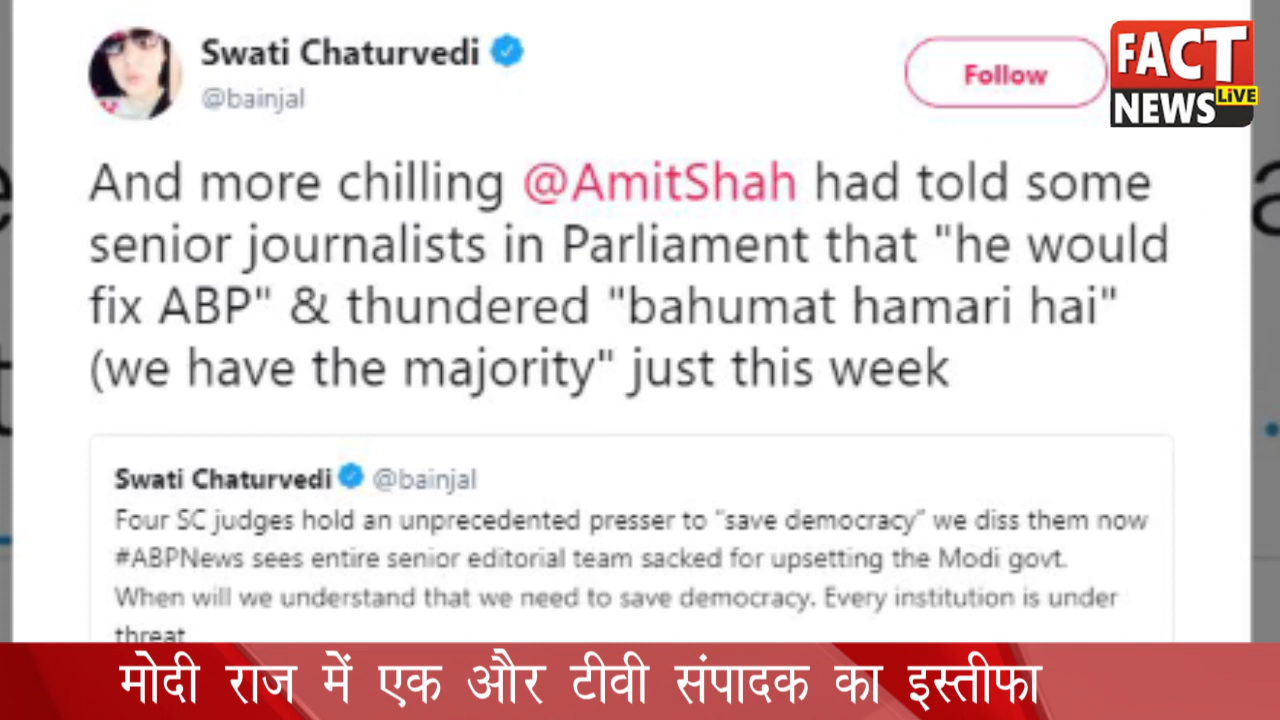 Swati Chaturvedi
@bainjal
Follow
FACT
NEWS LiVE
And more chilling @AmitShah had told some
senior journalists in Parliament that "he would
fix ABP" & thundered "bahumat hamari hai"
(we have the majority" just this week
Swati Chaturvedi @bainjal
Four SC judges hold an unprecedented presser to "save democracy" we diss them now
#ABPNews sees entire senior editorial team sacked for upsetting the Modi govt.
When will we understand that we need to save democracy. Every institution is under
threat
मोदी राज में एक और टीवी संपादक का इस्तीफा